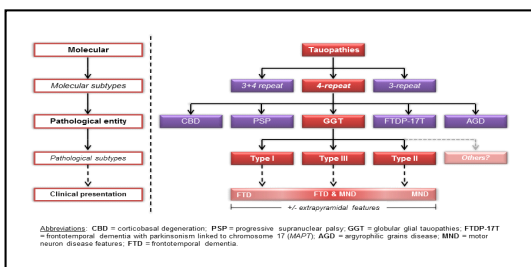 Molecular
Tauopathies
Molecular subtypes
3+4 repeat
4-repeat
3-repeat
Pathological entity
CBD
PSP
GGT
FTDP-17T
AGD
Pathological subtypes
Type I
Type III
Type II
Others?
Clinical presentation
FTD
FTD & MND
MND
+/- extrapyramidal features
Abbreviations: CBD = corticobasal degeneration; PSP = progressive supranuclear palsy; GGT = globular glial tauopathies; FTDP-17T
= frontotemporal dementia with parkinsonism linked to chromosome 17 (MAPT); AGD = argyrophilic grains disease; MND = motor
neuron disease features; FTD = frontotemporal dementia.